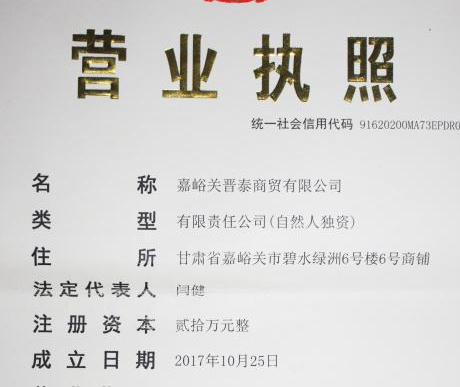 营业执照
统一社会信用代码 91620200MA73EPDR0
名称 嘉峪关晋泰商贸有限公司
类型 有限责任公司(自然人独资)
住所 甘肃省嘉峪关市碧水绿洲6号楼6号商铺
法定代表人 闫健
注册资本 贰拾万元整
成立日期 2017年10月25日